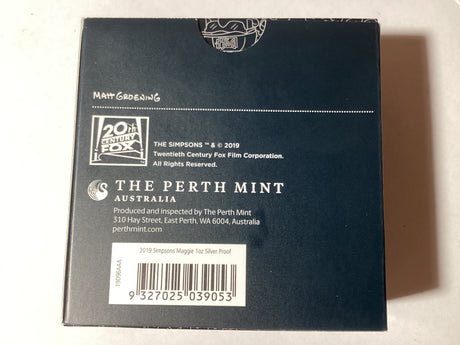 MATT GROENING
20th
CENTURY
FOX
THE SIMPSONS ™ & © 2019
Twentieth Century Fox Film Corporation.
All Rights Reserved.
THE PERTH MINT
AUSTRALIA
Produced and inspected by The Perth Mint
310 Hay Street, East Perth, WA 6004, Australia
perthmint.com
2019 Simpsons Maggie 1oz Silver Proof
19D96AAA
9 327025 039053